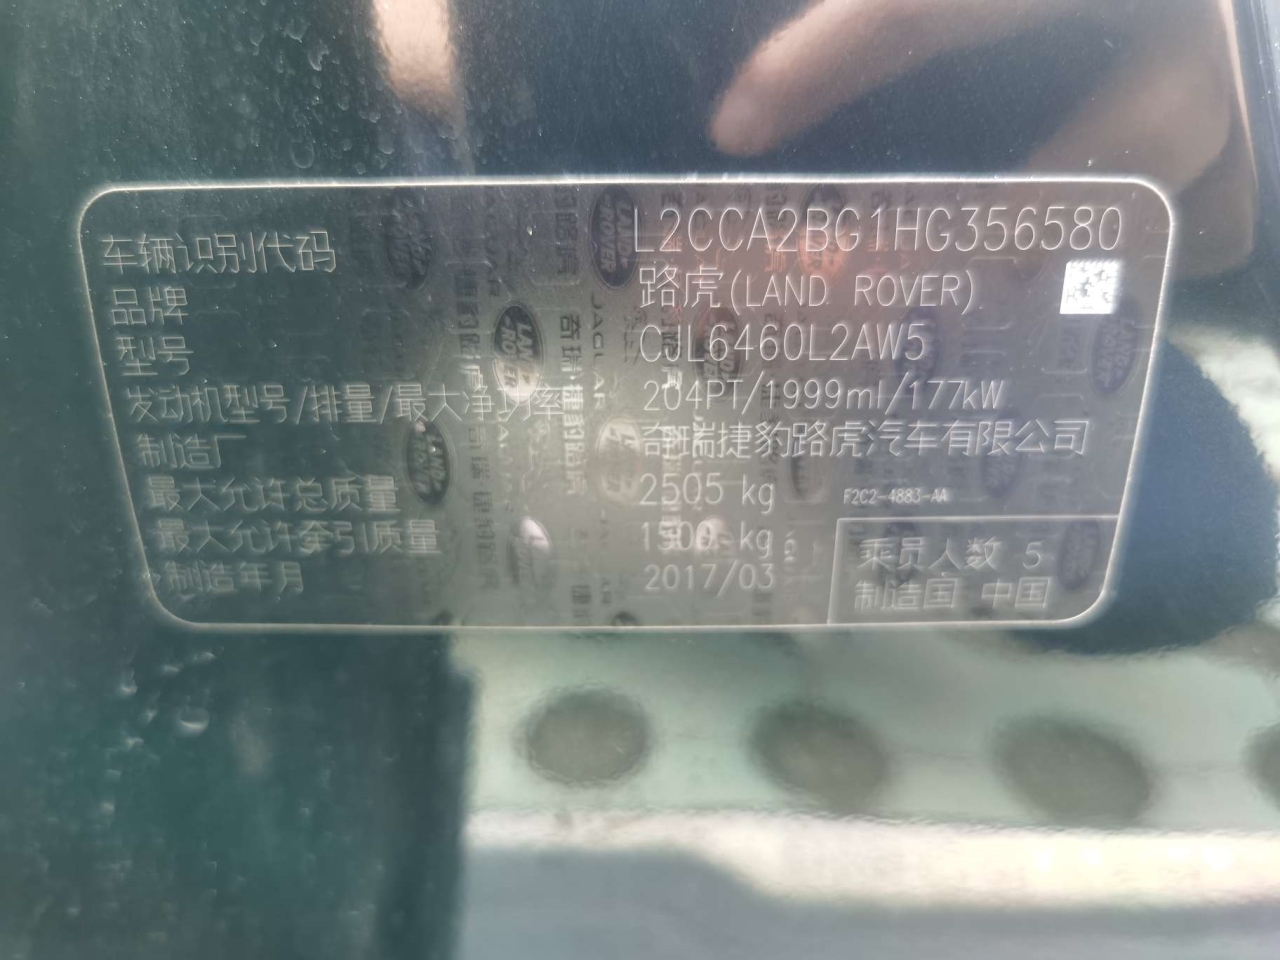 车辆识别代码 L2CCA2BG1HG356580
品牌 路虎(LAND ROVER)
型号 CJL6460L2AW5
发动机型号/排量/最大净功率 204PT/1999ml/177kW
制造厂 奇瑞捷豹路虎汽车有限公司
最大允许总质量 2505 kg F2C2-4883-AA
最大允许牵引质量 1500 kg
乘员人数 5
制造年月 2017/03
制造国 中国